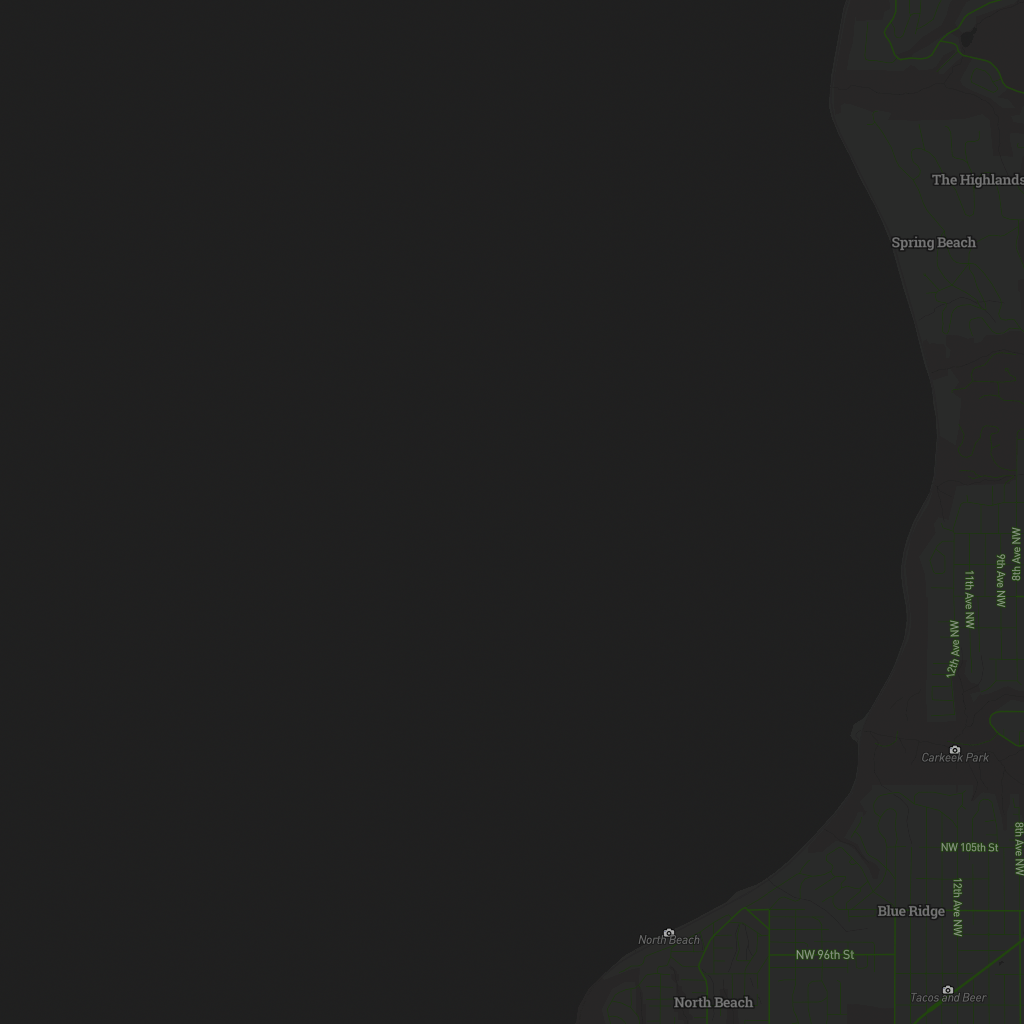 The Highlands
Spring Beach
8th Ave NW
9th Ave NW
11th Ave NW
12th Ave NW
Carkeek Park
8th Ave NW
NW 105th St
12th Ave NW
Blue Ridge
North Beach
NW 96th St
Tacos and Beer
North Beach